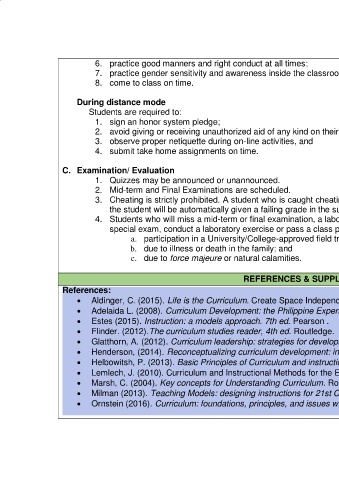 6. practice good manners and right conduct at all times;
7. practice gender sensitivity and awareness inside the classroo
8. come to class on time.
During distance mode
Students are required to:
1. sign an honor system pledge;
2. avoid giving or receiving unauthorized aid of any kind on their
3. observe proper netiquette during on-line activities, and
4. submit take home assignments on time.
C. Examination/ Evaluation
1. Quizzes may be announced or unannounced.
2. Mid-term and Final Examinations are scheduled.
3. Cheating is strictly prohibited. A student who is caught cheati
the student will be automatically given a failing grade in the su
4. Students who will miss a mid-term or final examination, a labo
special exam, conduct a laboratory exercise or pass a class p
a. participation in a University/College-approved field tr
b. due to illness or death in the family; and
c. due to force majeure or natural calamities.
REFERENCES & SUPPL
References:
• Aldinger, C. (2015). Life is the Curriculum. Create Space Independ
• Adelaida L. (2008). Curriculum Development: the Philippine Exper
• Estes (2015). Instruction: a models approach. 7th ed. Pearson .
• Flinder. (2012). The curriculum studies reader, 4th ed. Routledge.
• Glatthorn, A. (2012). Curriculum leadership: strategies for develop
• Henderson, (2014). Reconceptualizing curriculum development: in
• Helbowitsh, P. (2013). Basic Principles of Curriculum and instructi
• Lemlech, J. (2010). Curriculum and Instructional Methods for the E
• Marsh, C. (2004). Key concepts for Understanding Curriculum. Ro
• Milman (2013). Teaching Models: designing instructions for 21st C
• Ornstein (2016). Curriculum: foundations, principles, and issues w